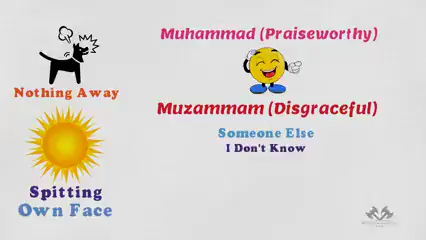 Muhammad (Praiseworthy)
Nothing Away
Muzammam (Disgraceful)
Someone Else
I Don't Know
Spitting
Own Face